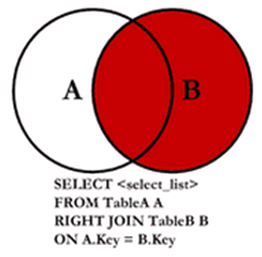 A B
SELECT <select_list>
FROM TableA A
RIGHT JOIN TableB B
ON A.Key = B.Key